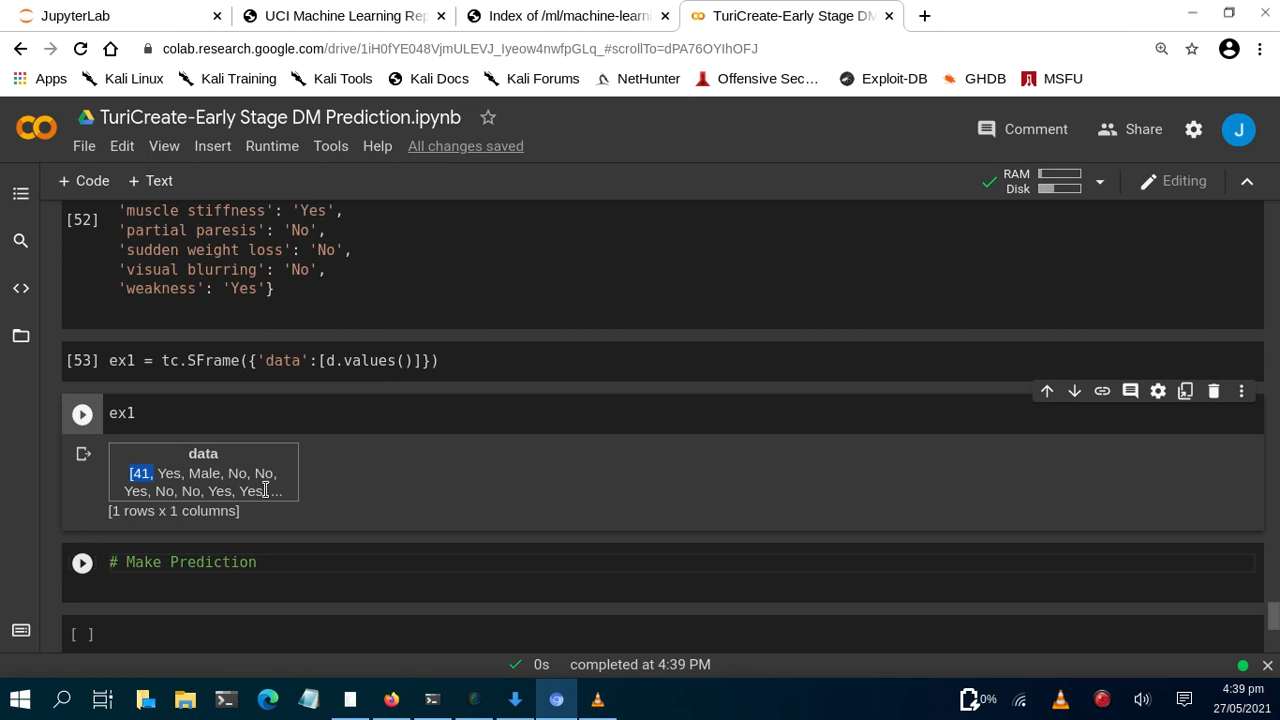 JupyterLab
UCI Machine Learning Rep
Index of /ml/machine-learni
TuriCreate-Early Stage DM
colab.research.google.com/drive/1iH0fYE048VjmULEVJ_Iyeow4nwfpGLq_#scrollTo=dPA76OYIhOFJ
Apps Kali Linux Kali Training Kali Tools Kali Docs Kali Forums NetHunter Offensive Sec... Exploit-DB GHDB MSFU
TuriCreate-Early Stage DM Prediction.ipynb
Comment Share J
File Edit View Insert Runtime Tools Help All changes saved
+ Code + Text
RAM
Disk
Editing
[52]
'muscle stiffness': 'Yes',
'partial paresis': 'No',
'sudden weight loss': 'No',
'visual blurring': 'No',
'weakness': 'Yes'}
[53] ex1 = tc.SFrame({'data':[d.values()]})
ex1
data
[41, Yes, Male, No, No,
Yes, No, No, Yes, Yes, ...
[1 rows x 1 columns]
# Make Prediction
[ ]
0s completed at 4:39 PM
0%
4:39 pm
27/05/2021